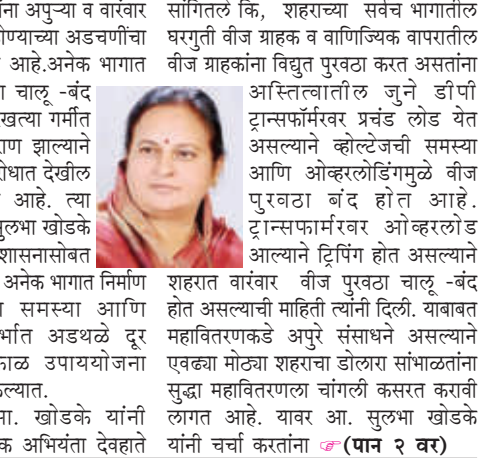 ंना अपुऱ्या व वारंवार
होण्याच्या अडचणींचा
आहे.अनेक भागात
चालू -बंद
खत्या गर्मीत
राण झाल्याने
रोधात देखील
आहे. त्या
सुलभा खोडके
शासनासोबत
अनेक भागात निर्माण
समस्या आणि
र्भात अडथळे दूर
काळ उपाययोजना
ल्यात.
मा. खोडके यांनी
क अभियंता देवहाते
सांगितले कि, शहराच्या सर्वच भागातील
घरगुती वीज ग्राहक व वाणिज्यिक वापरातील
वीज ग्राहकांना विद्युत पुरवठा करत असतांना
आस्तित्वातील जुने डीपी
ट्रान्सफॉर्मरवर प्रचंड लोड येत
असल्याने व्होल्टेजची समस्या
आणि ओव्हरलोडिंगमुळे वीज
पुरवठा बंद होत आहे.
ट्रान्सफार्मरवर ओव्हरलोड
आल्याने ट्रिपिंग होत असल्याने
शहरात वारंवार वीज पुरवठा चालू -बंद
होत असल्याची माहिती त्यांनी दिली. याबाबत
महावितरणकडे अपुरे संसाधने असल्याने
एवढ्या मोठ्या शहराचा डोलारा सांभाळतांना
सुद्धा महावितरणला चांगली कसरत करावी
लागत आहे. यावर आ. सुलभा खोडके
यांनी चर्चा करतांना ☞(पान २ वर)